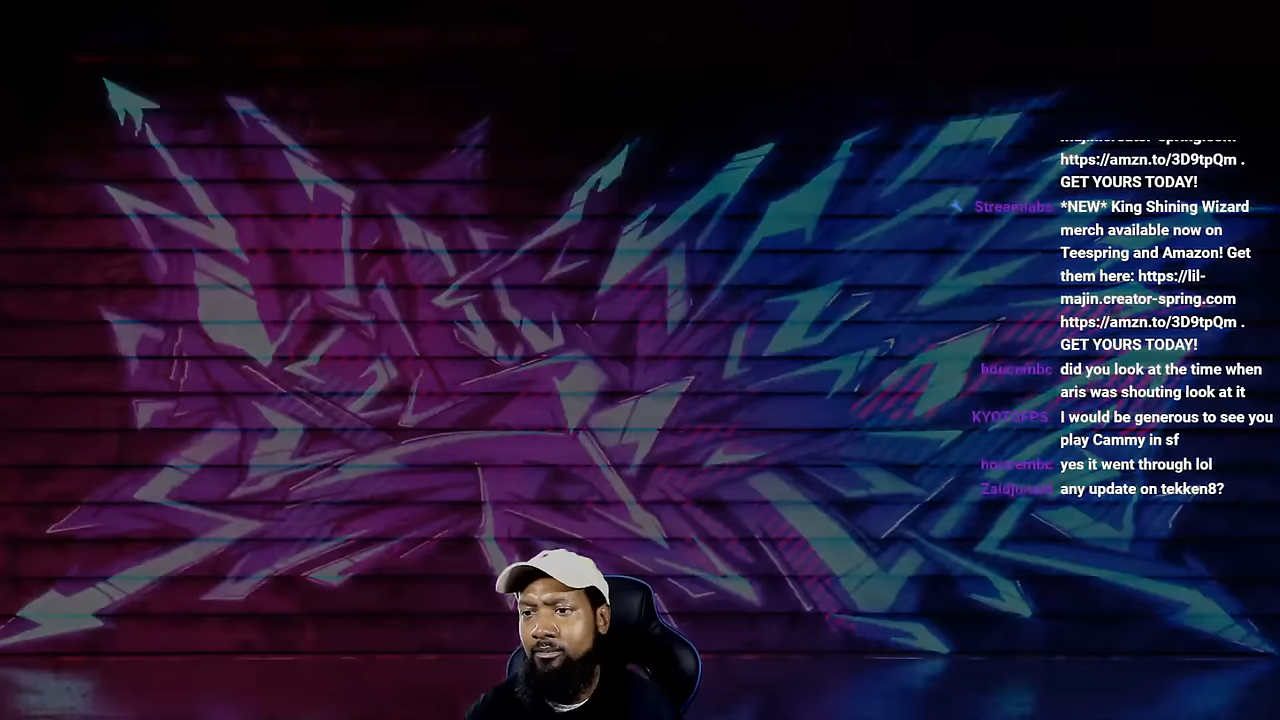 https://amzn.to/3D9tpQm .
GET YOURS TODAY!
Streamlabs *NEW* King Shining Wizard
merch available now on
Teespring and Amazon! Get
them here: https://lil-
majin.creator-spring.com
https://amzn.to/3D9tpQm .
GET YOURS TODAY!
did you look at the time when
aris was shouting look at it
I would be generous to see you
play Cammy in sf
yes it went through lol
any update on tekken8?